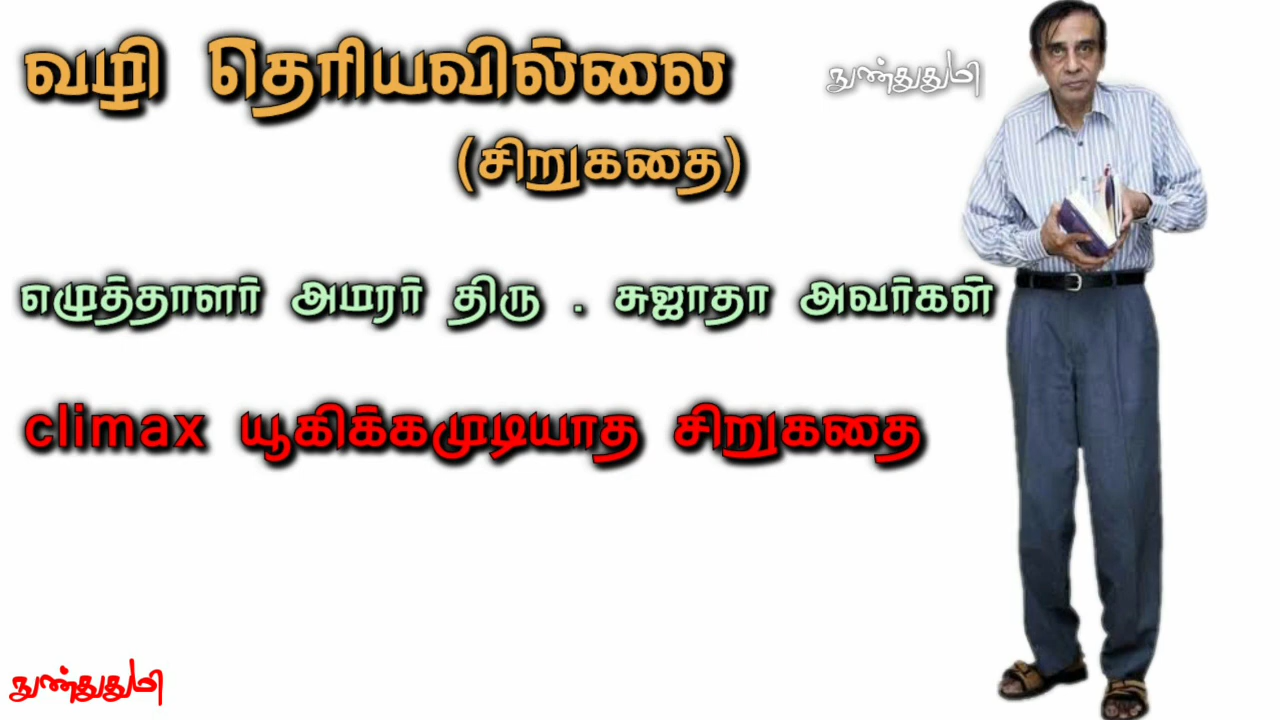 வழி தெரியவில்லை
நுண்துதுமி
(சிறுகதை)
எழுத்தாளர் அமரர் திரு . சுஜாதா அவர்கள்
climax யூகிக்கமுடியாத சிறுகதை
நுண்துதுமி